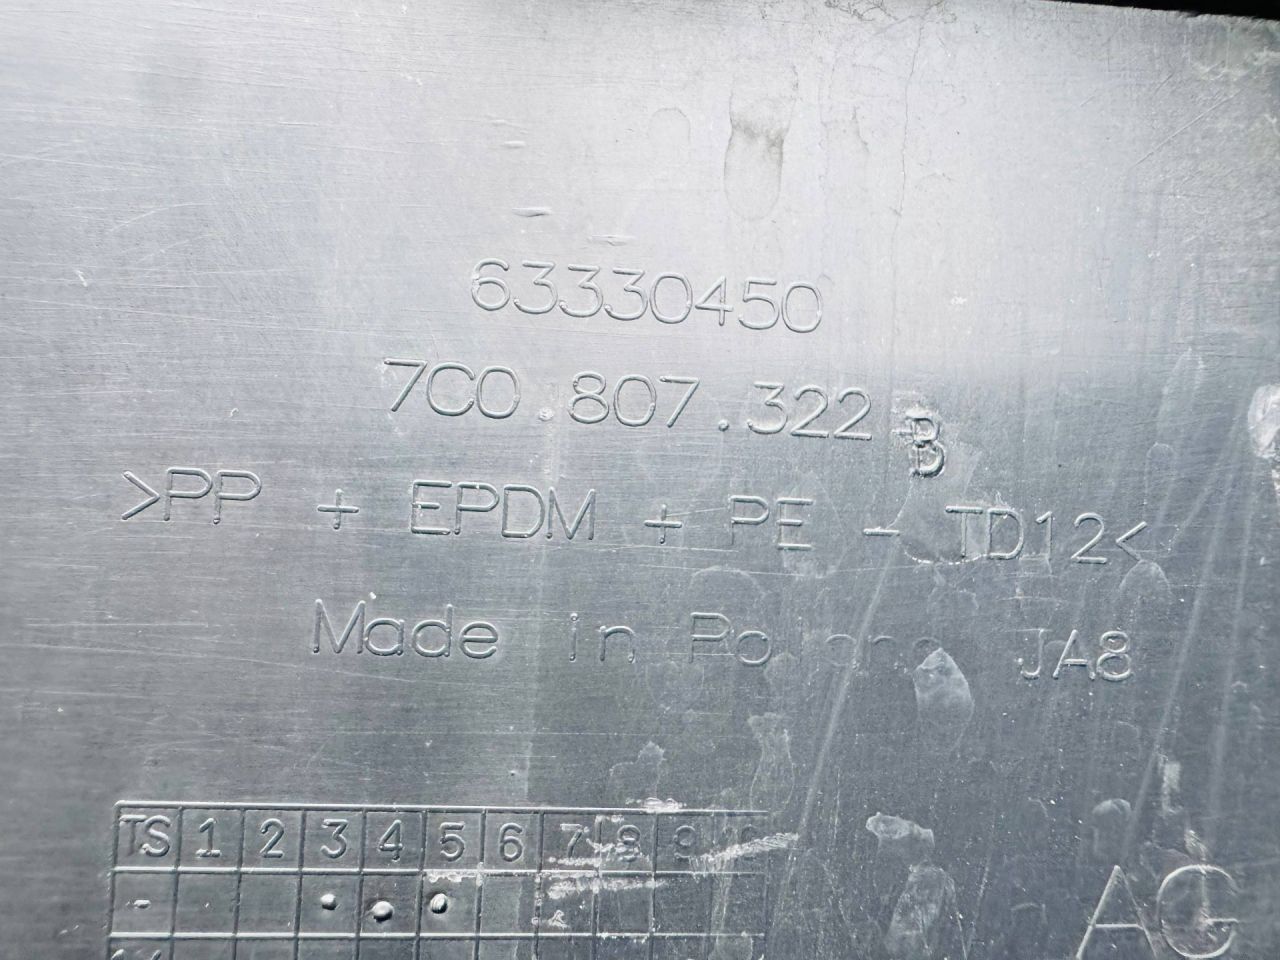 63330450
7C0.807.322 B
>PP + EPDM + PE - TD12<
Made in Poland JA8
TS 1 2 3 4 5 6 7 8 9
-
AG